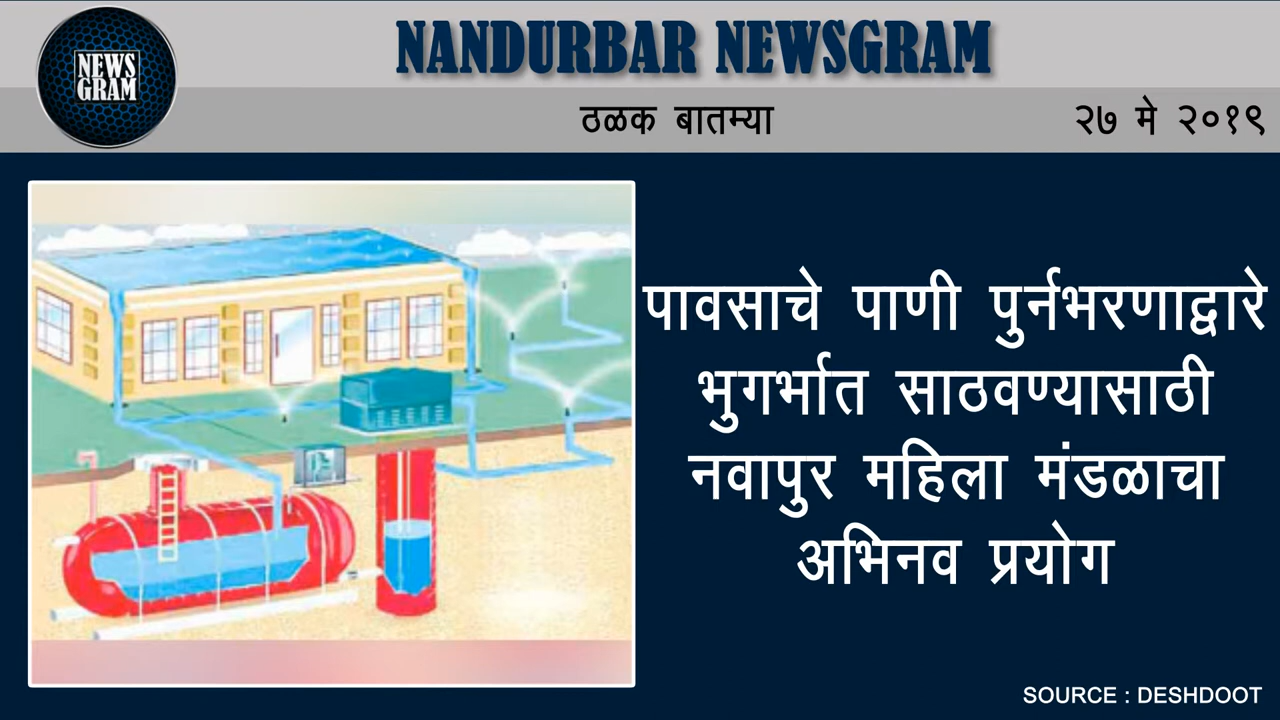 NEWS
GRAM
NANDURBAR NEWSGRAM
ठळक बातम्या
२७ मे २०१९
पावसाचे पाणी पुर्नभरणाद्वारे
भुगर्भात साठवण्यासाठी
नवापुर महिला मंडळाचा
अभिनव प्रयोग
SOURCE : DESHDOOT